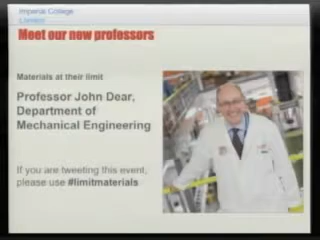 Imperial College
London
Meet our new professors
Materials at their limit
Professor John Dear,
Department of
Mechanical Engineering
If you are tweeting this event,
please use #limitmaterials